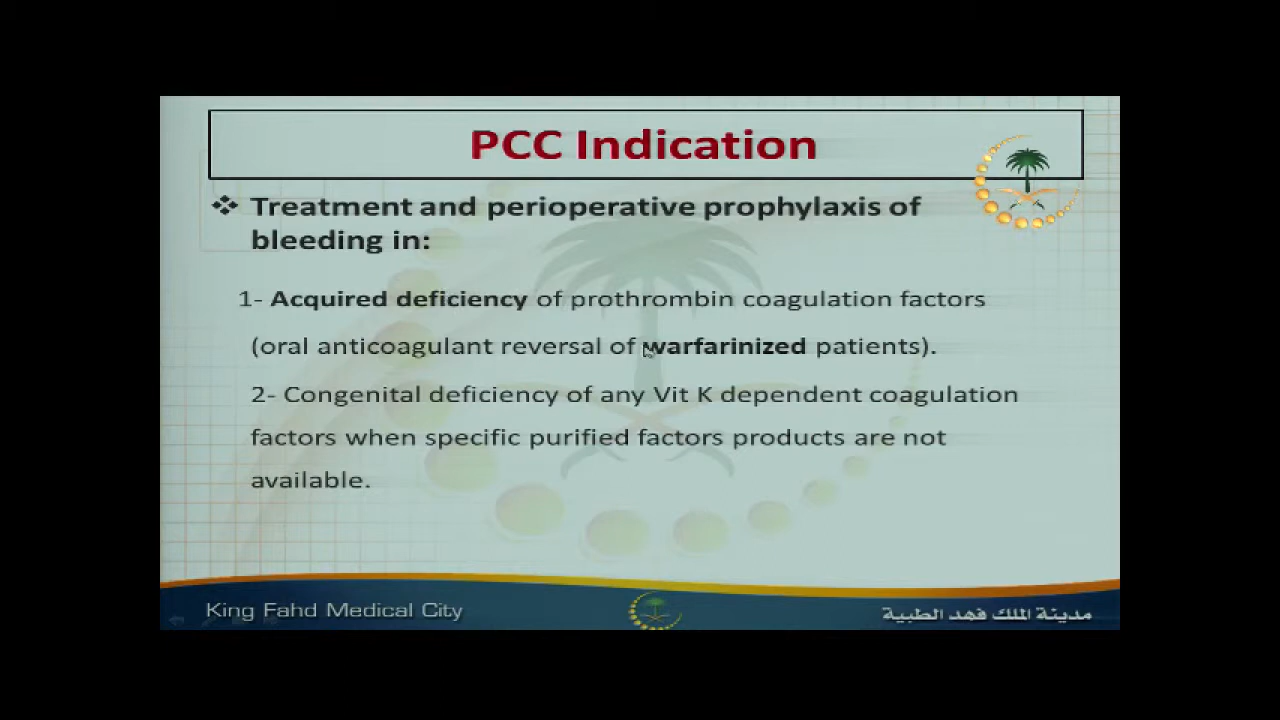 PCC Indication
❖ Treatment and perioperative prophylaxis of
bleeding in:
1- Acquired deficiency of prothrombin coagulation factors
(oral anticoagulant reversal of warfarinized patients).
2- Congenital deficiency of any Vit K dependent coagulation
factors when specific purified factors products are not
available.
King Fahd Medical City
مدينة الملك فهد الطبية